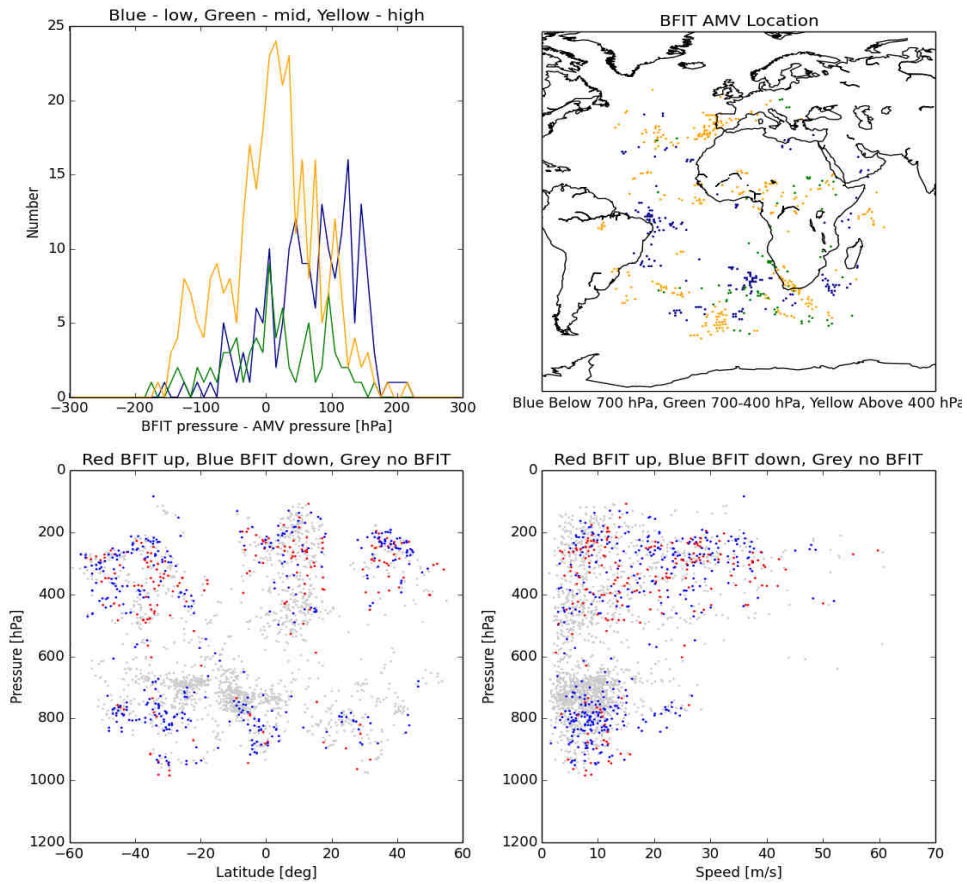 Blue - low, Green - mid, Yellow - high
25
20
15
10
5
0
Number
−300 −200 −100 0 100 200 300
BFIT pressure - AMV pressure [hPa]
BFIT AMV Location
Blue Below 700 hPa, Green 700-400 hPa, Yellow Above 400 hPa
Red BFIT up, Blue BFIT down, Grey no BFIT
0
200
400
600
800
1000
1200
Pressure [hPa]
−60 −40 −20 0 20 40 60
Latitude [deg]
Red BFIT up, Blue BFIT down, Grey no BFIT
0
200
400
600
800
1000
1200
Pressure [hPa]
0 10 20 30 40 50 60 70
Speed [m/s]